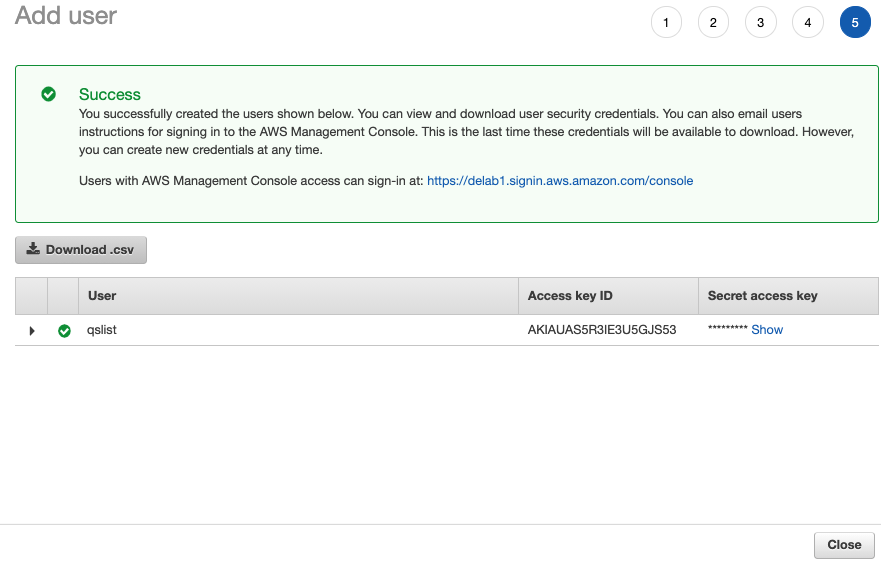 Add user
1 2 3 4 5
Success
You successfully created the users shown below. You can view and download user security credentials. You can also email users
instructions for signing in to the AWS Management Console. This is the last time these credentials will be available to download. However,
you can create new credentials at any time.
Users with AWS Management Console access can sign-in at: https://delab1.signin.aws.amazon.com/console
Download .csv
User Access key ID Secret access key
qslist AKIAUAS5R3IE3U5GJS53 ********* Show
Close